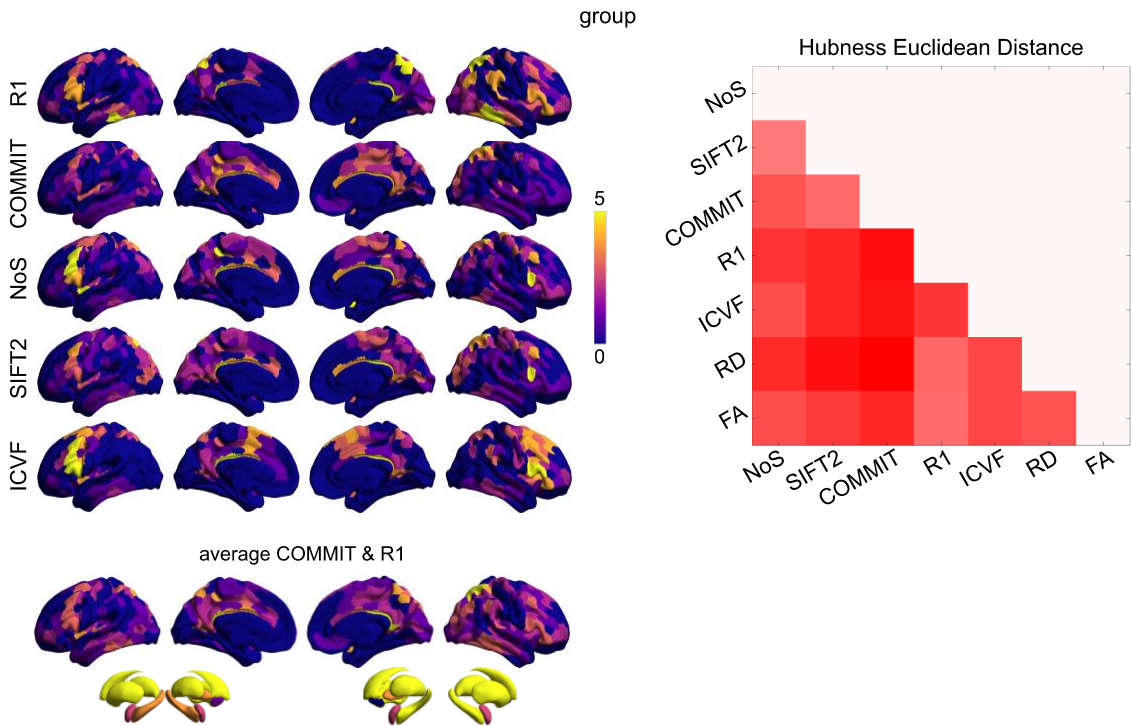 group
R1
COMMIT
NoS
SIFT2
ICVF
5
0
Hubness Euclidean Distance
NoS
SIFT2
COMMIT
R1
ICVF
RD
FA
NoS
SIFT2
COMMIT
R1
ICVF
RD
FA
average COMMIT & R1